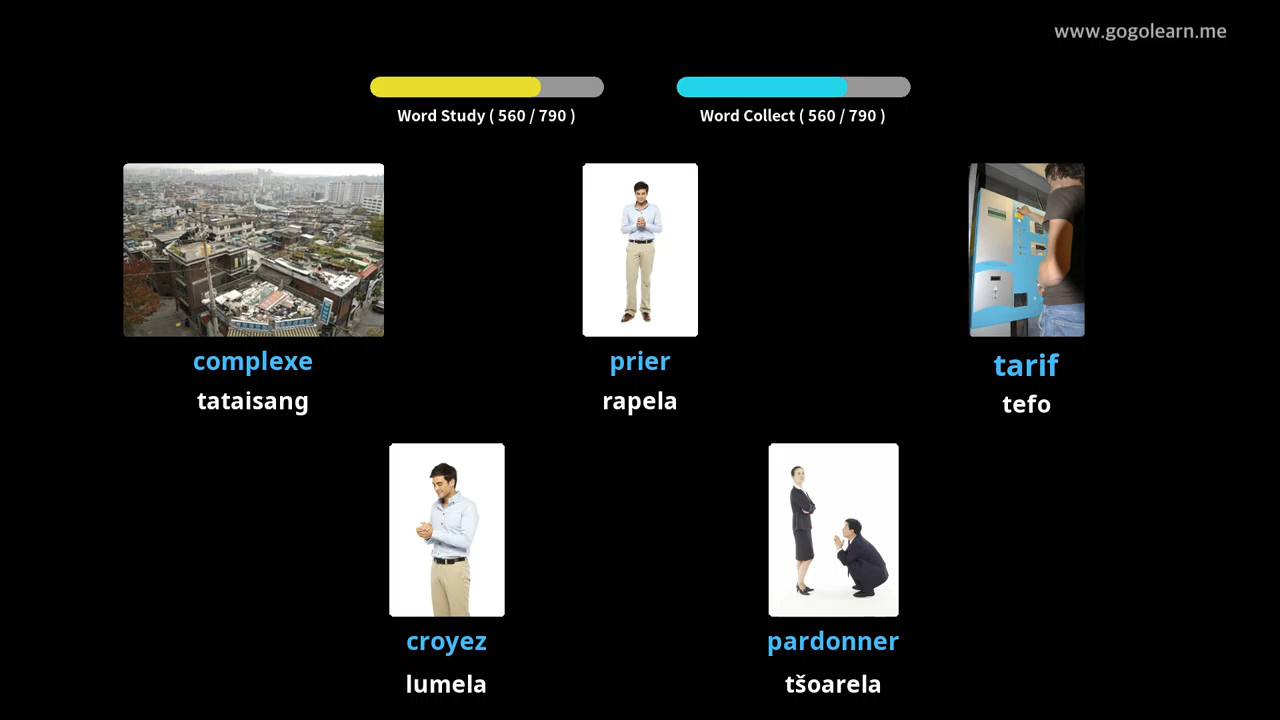 www.gogolearn.me
Word Study ( 560 / 790 )
Word Collect ( 560 / 790 )
complexe
tataisang
prier
rapela
tarif
tefo
croyez
lumela
pardonner
tšoarela